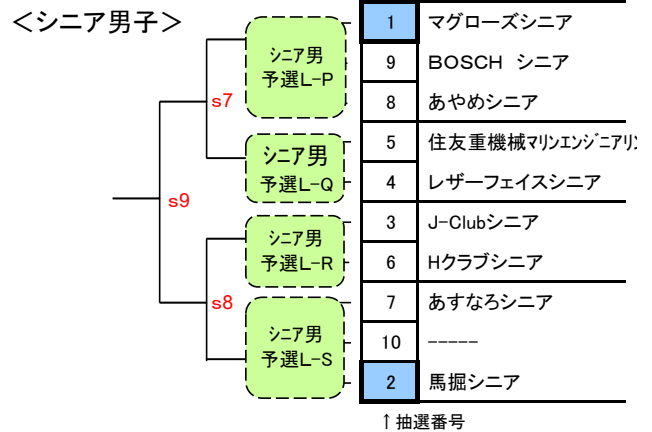 <シニア男子>
シニア男
予選L-P
1 マグローズシニア
9 BOSCH シニア
8 あやめシニア
s7
シニア男
予選L-Q
5 住友重機械マリンエンジニアリン
4 レザーフェイスシニア
s9
シニア男
予選L-R
3 J-Clubシニア
6 Hクラブシニア
s8
シニア男
予選L-S
7 あすなろシニア
10 -----
2 馬掘シニア
↑抽選番号